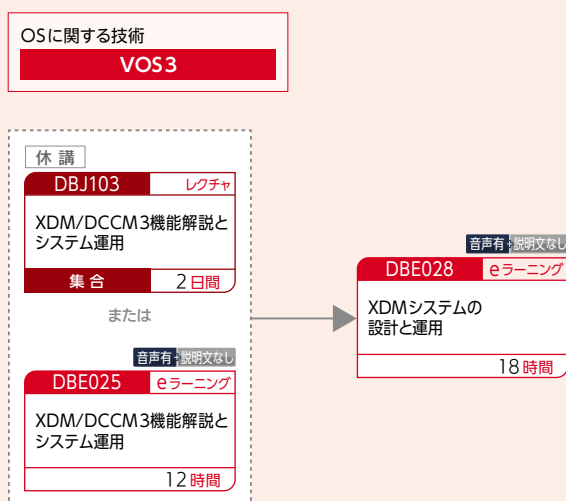 OSに関する技術
VOS3
休講
DBJ103 レクチャ
XDM/DCCM3機能解説と
システム運用
集合 2日間
または
音声有・説明文なし
DBE025 eラーニング
XDM/DCCM3機能解説と
システム運用
12時間
音声有・説明文なし
DBE028 eラーニング
XDMシステムの
設計と運用
18時間